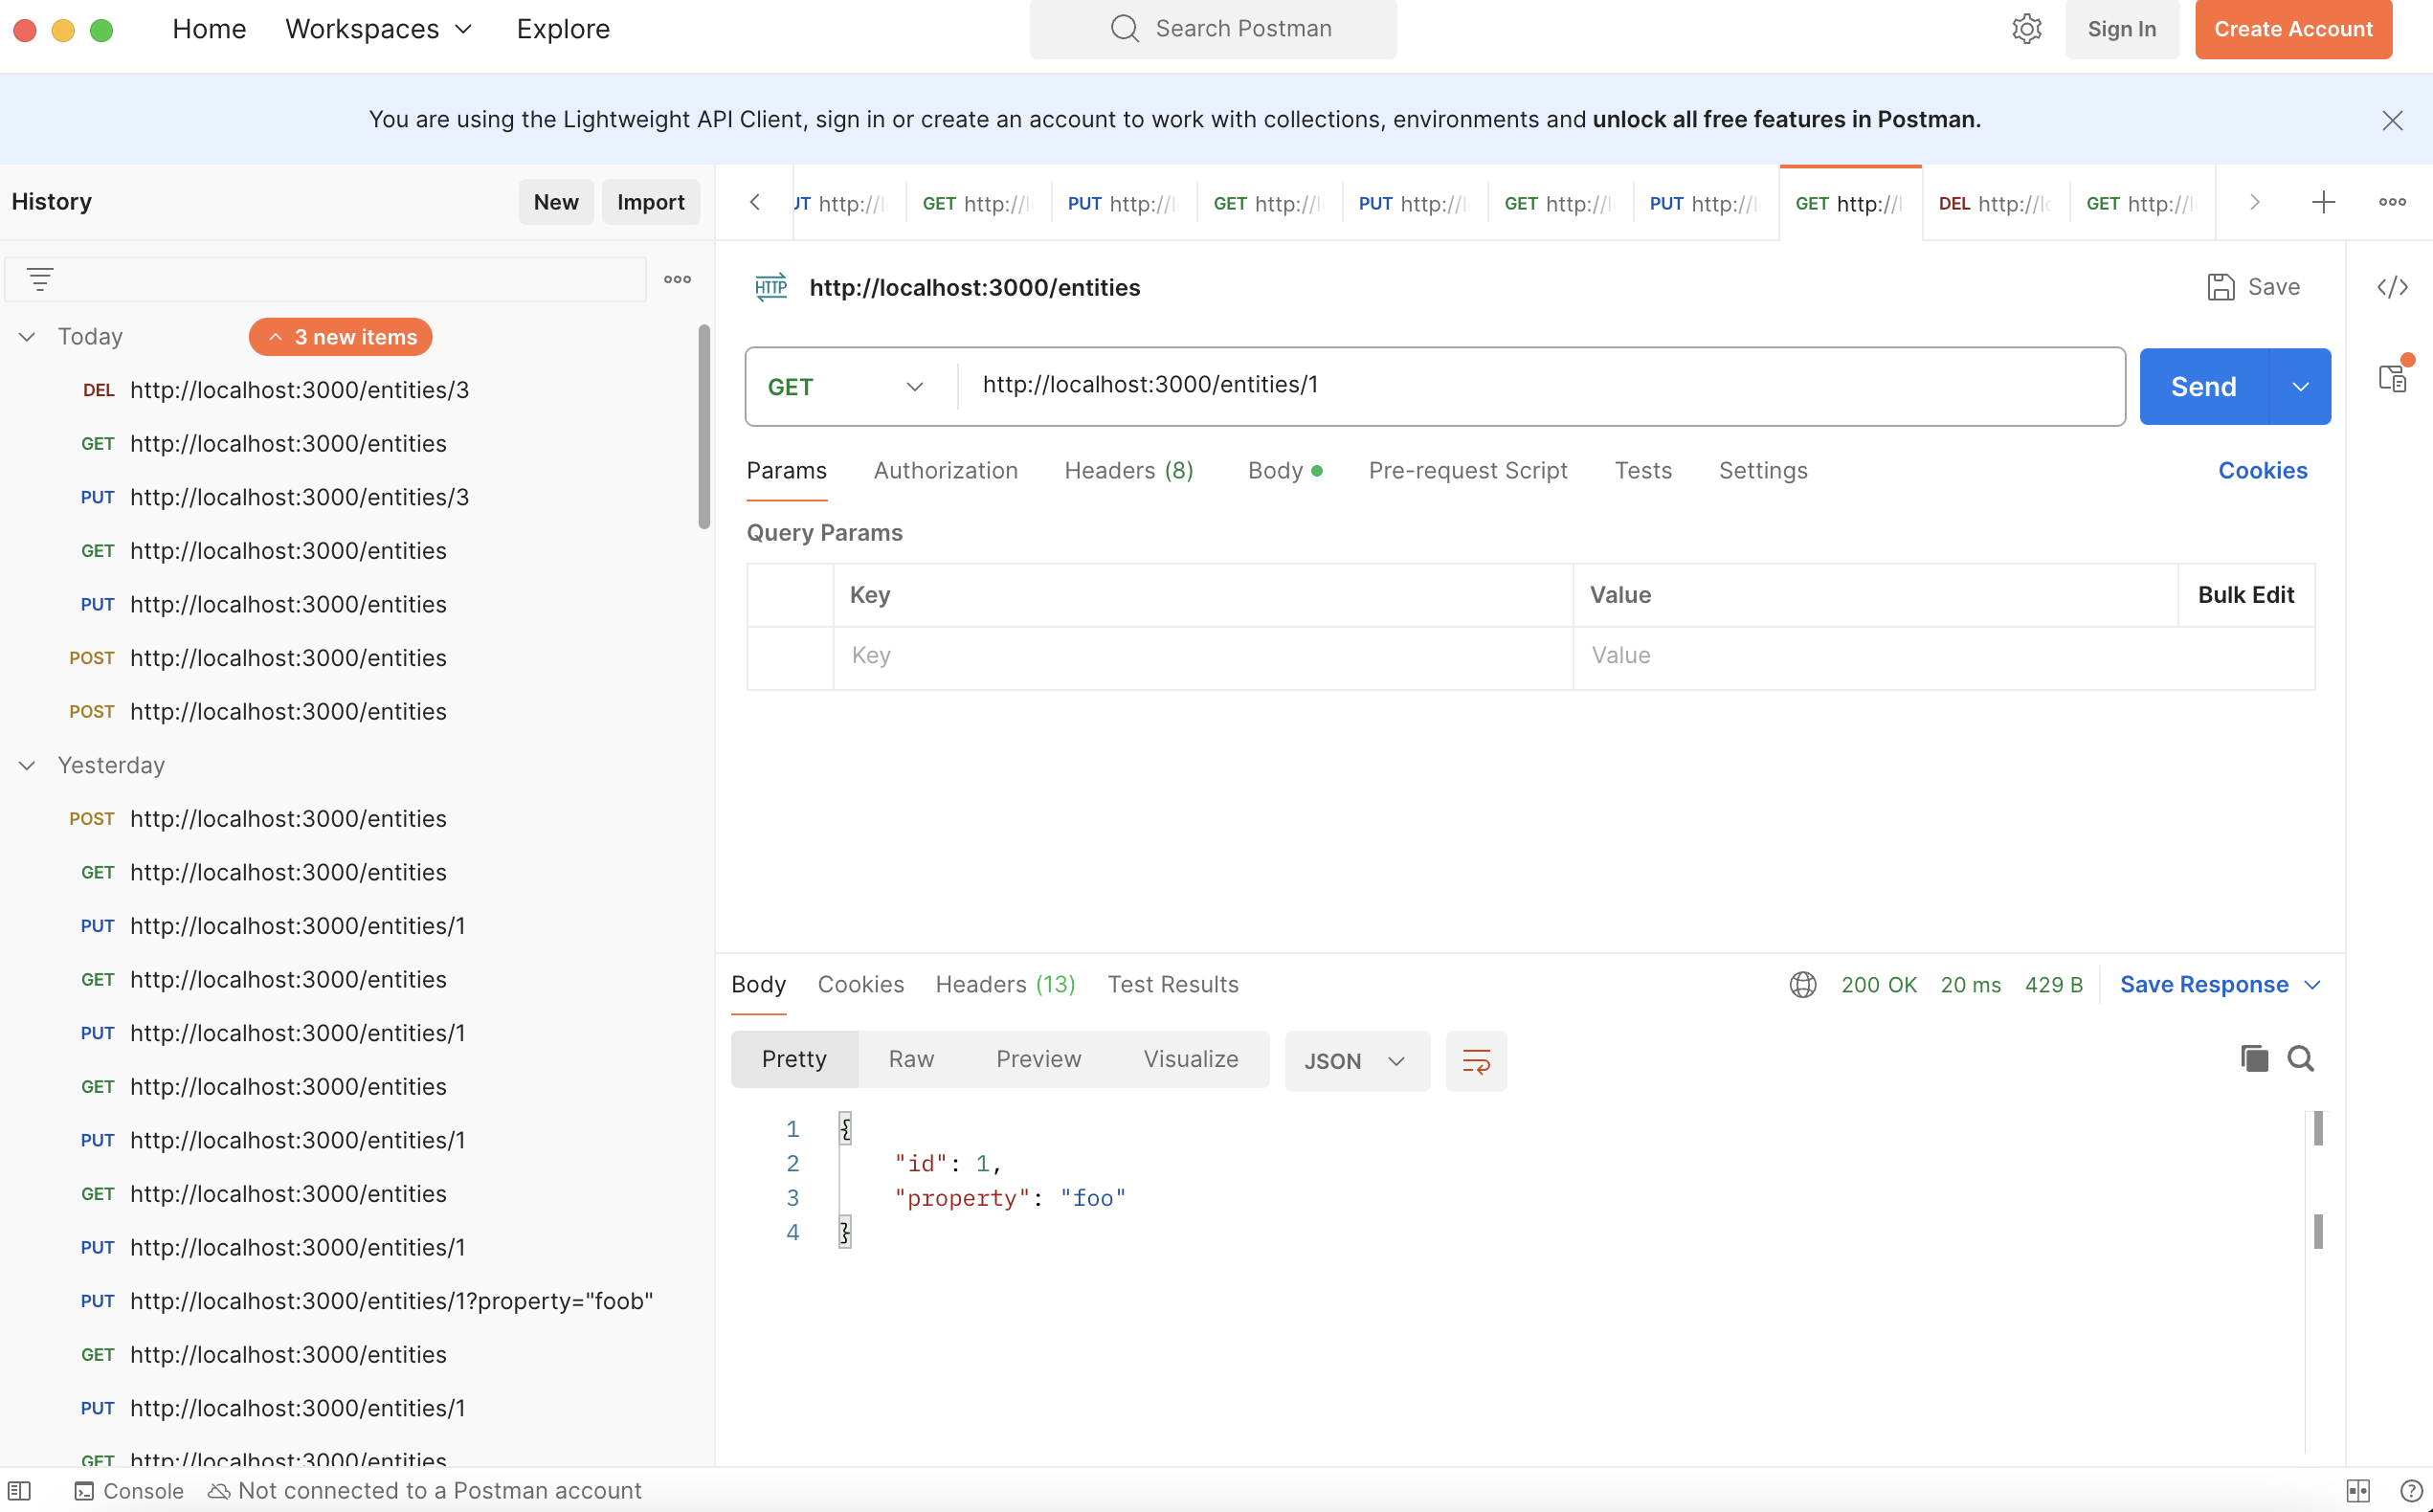 Home Workspaces Explore Search Postman Sign In Create Account
You are using the Lightweight API Client, sign in or create an account to work with collections, environments and unlock all free features in Postman.
History New Import
UT http://l GET http://l PUT http://l GET http://l PUT http://l GET http://l PUT http://l GET http://l DEL http://l GET http://l
Today 3 new items
DEL http://localhost:3000/entities/3
GET http://localhost:3000/entities
PUT http://localhost:3000/entities/3
GET http://localhost:3000/entities
PUT http://localhost:3000/entities
POST http://localhost:3000/entities
POST http://localhost:3000/entities
Yesterday
POST http://localhost:3000/entities
GET http://localhost:3000/entities
PUT http://localhost:3000/entities/1
GET http://localhost:3000/entities
PUT http://localhost:3000/entities/1
GET http://localhost:3000/entities
PUT http://localhost:3000/entities/1
GET http://localhost:3000/entities
PUT http://localhost:3000/entities/1
PUT http://localhost:3000/entities/1?property="foob"
GET http://localhost:3000/entities
PUT http://localhost:3000/entities/1
GET http://localhost:3000/entities
HTTP http://localhost:3000/entities Save
GET http://localhost:3000/entities/1 Send
Params Authorization Headers (8) Body Pre-request Script Tests Settings Cookies
Query Params
Key Value Bulk Edit
Key Value
Body Cookies Headers (13) Test Results 200 OK 20 ms 429 B Save Response
Pretty Raw Preview Visualize JSON
1 {
2 "id": 1,
3 "property": "foo"
4 }
Console Not connected to a Postman account